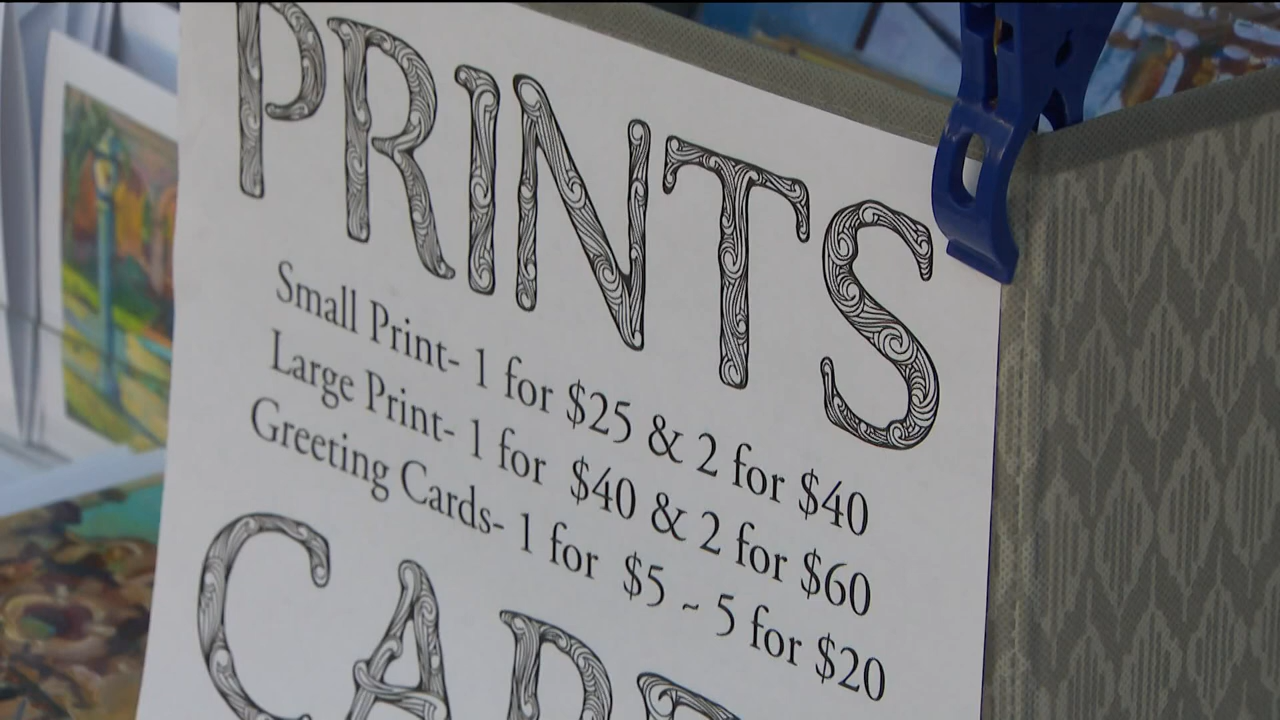 PRINTS
Small Print- 1 for $25 & 2 for $40
Large Print- 1 for $40 & 2 for $60
Greeting Cards- 1 for $5 ~ 5 for $20